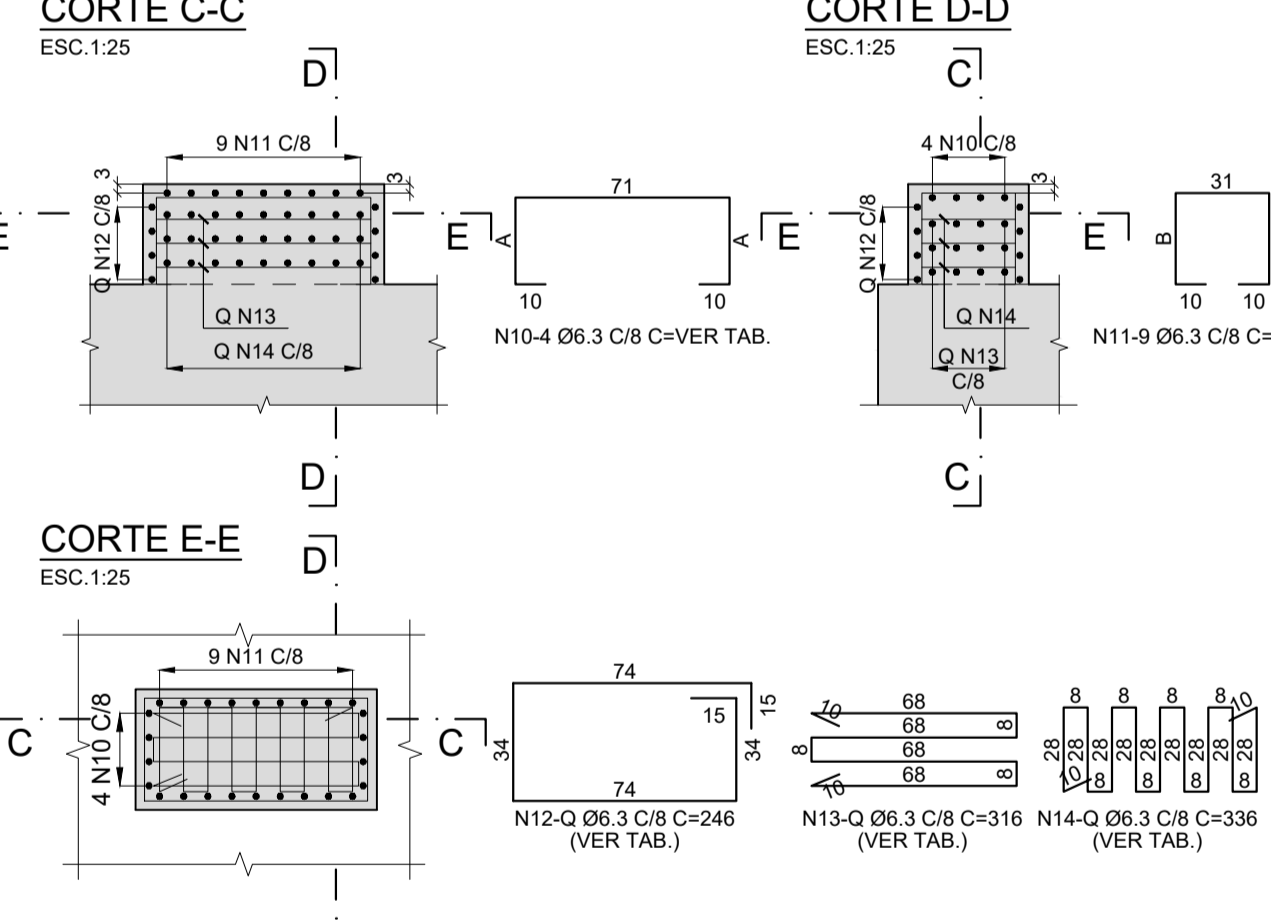 CORTE C-C
ESC.1:25
D
9 N11 C/8
3
3
Q N12 C/8
E
E
Q N13
Q N14 C/8
D
71
A
A
10
10
N10-4 Ø6.3 C/8 C=VER TAB.
CORTE D-D
ESC.1:25
C
4 N10 C/8
3
Q N12 C/8
E
E
Q N14
Q N13
C/8
C
31
B
10
10
N11-9 Ø6.3 C/8 C=
CORTE E-E
ESC.1:25
D
9 N11 C/8
4 N10 C/8
C
C
74
15
15
34
34
74
N12-Q Ø6.3 C/8 C=246
(VER TAB.)
10
68
68
8
8
68
68
8
10
N13-Q Ø6.3 C/8 C=316
(VER TAB.)
8
8
8
8
10
28
28
28
28
28
28
28
28
28
10
8
8
8
8
N14-Q Ø6.3 C/8 C=336
(VER TAB.)